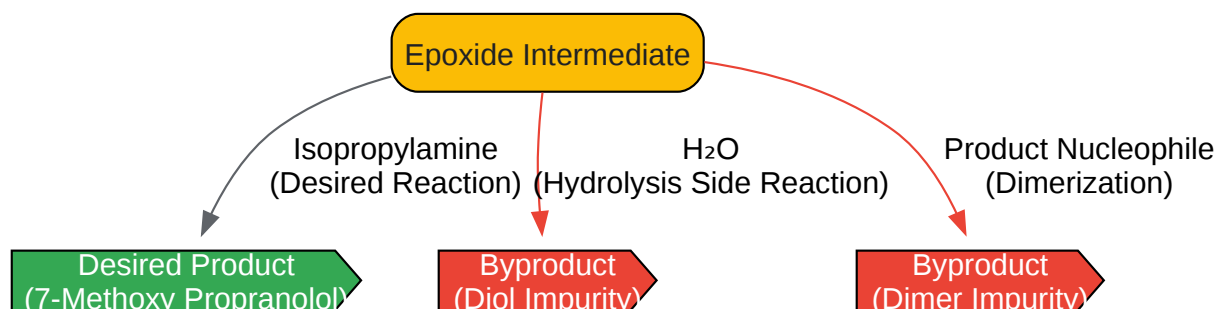 Epoxide Intermediate
Isopropylamine
(Desired Reaction)
H₂O
(Hydrolysis Side Reaction)
Product Nucleophile
(Dimerization)
Desired Product
(7-Methoxy Propranolol)
Byproduct
(Diol Impurity)
Byproduct
(Dimer Impurity)